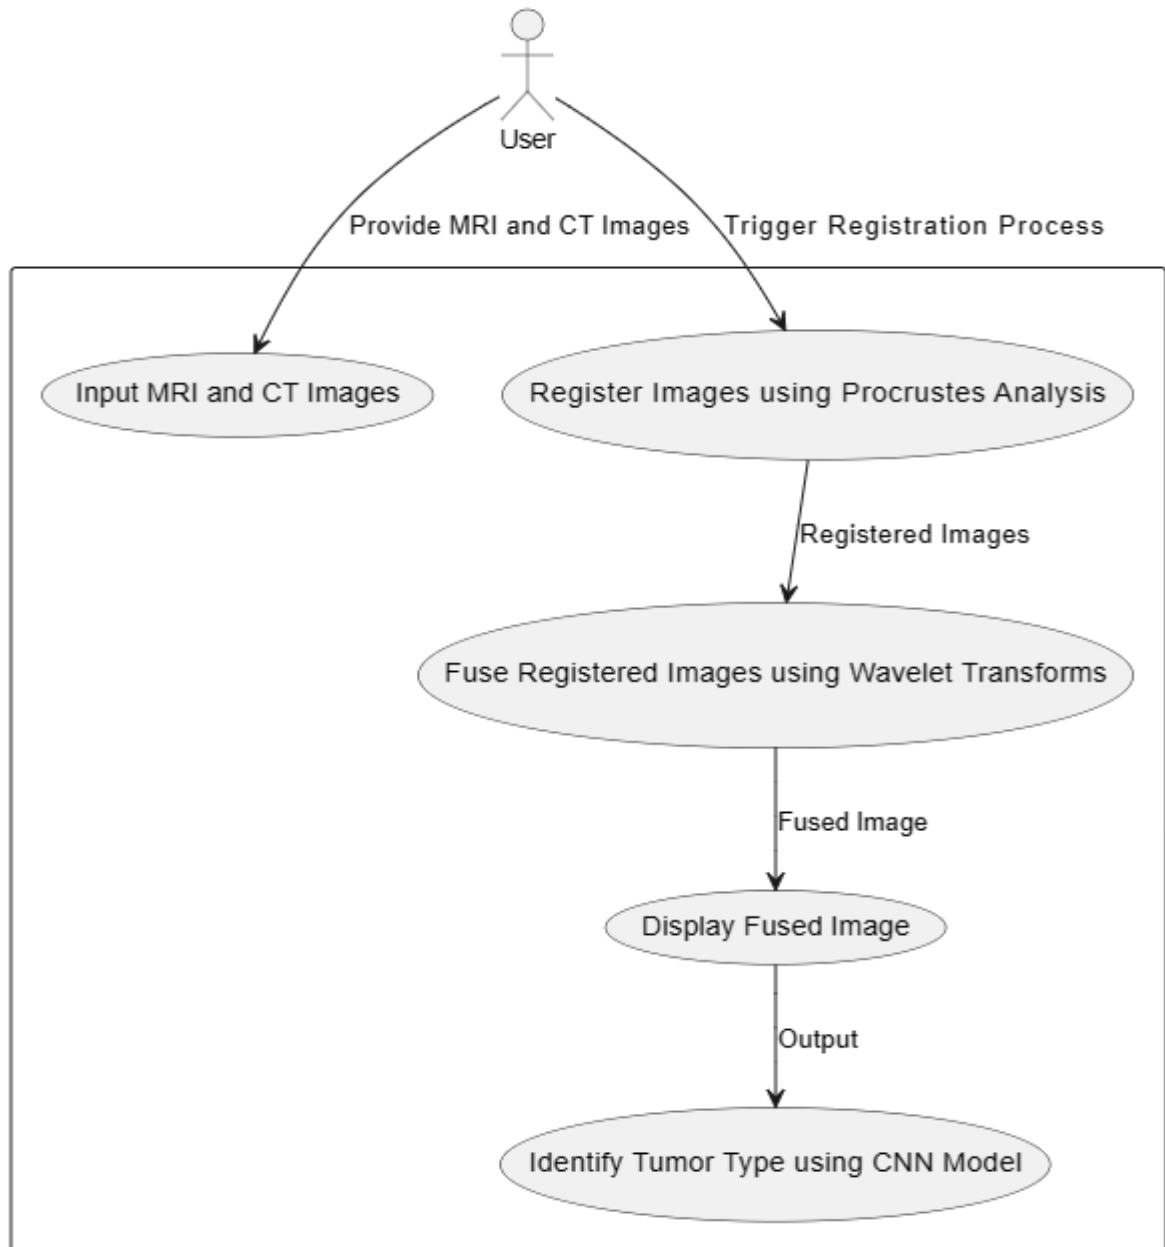 User
Provide MRI and CT Images
Trigger Registration Process
Input MRI and CT Images
Register Images using Procrustes Analysis
Registered Images
Fuse Registered Images using Wavelet Transforms
Fused Image
Display Fused Image
Output
Identify Tumor Type using CNN Model